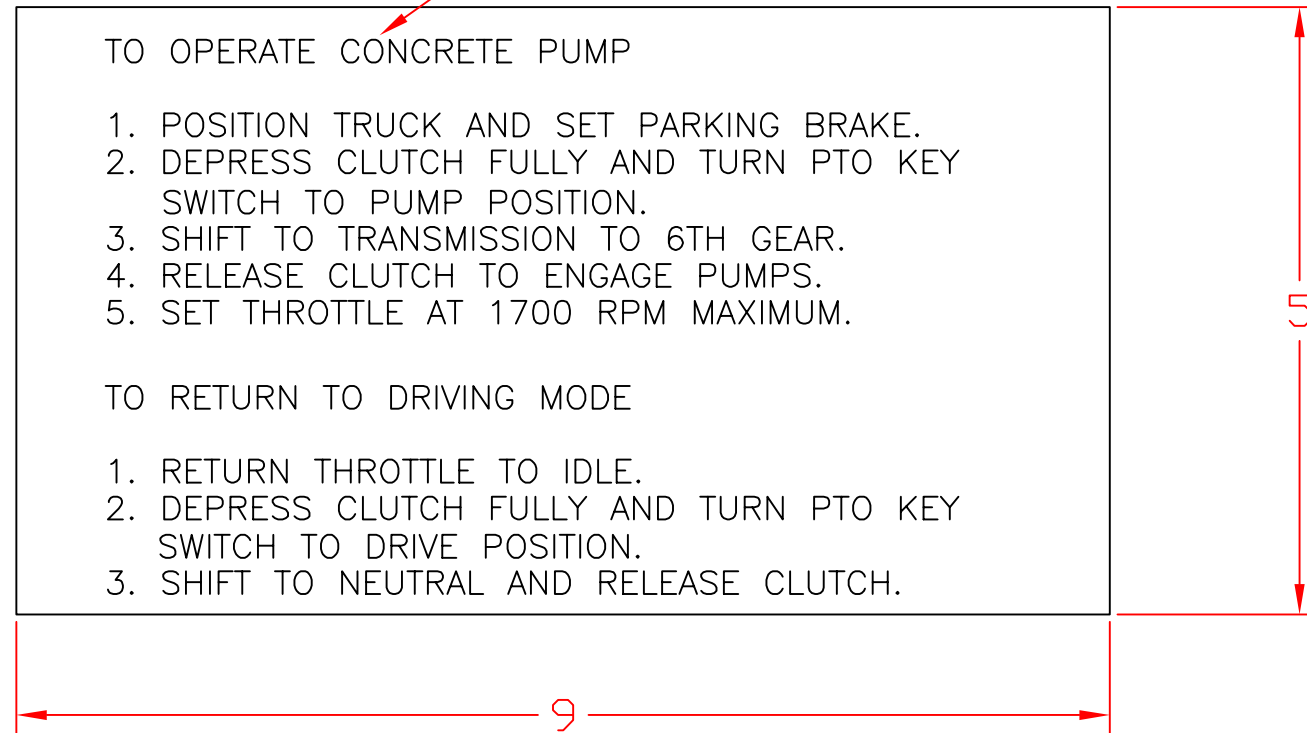 TO OPERATE CONCRETE PUMP
1. POSITION TRUCK AND SET PARKING BRAKE.
2. DEPRESS CLUTCH FULLY AND TURN PTO KEY
SWITCH TO PUMP POSITION.
3. SHIFT TO TRANSMISSION TO 6TH GEAR.
4. RELEASE CLUTCH TO ENGAGE PUMPS.
5. SET THROTTLE AT 1700 RPM MAXIMUM.
5
TO RETURN TO DRIVING MODE
1. RETURN THROTTLE TO IDLE.
2. DEPRESS CLUTCH FULLY AND TURN PTO KEY
SWITCH TO DRIVE POSITION.
3. SHIFT TO NEUTRAL AND RELEASE CLUTCH.
9